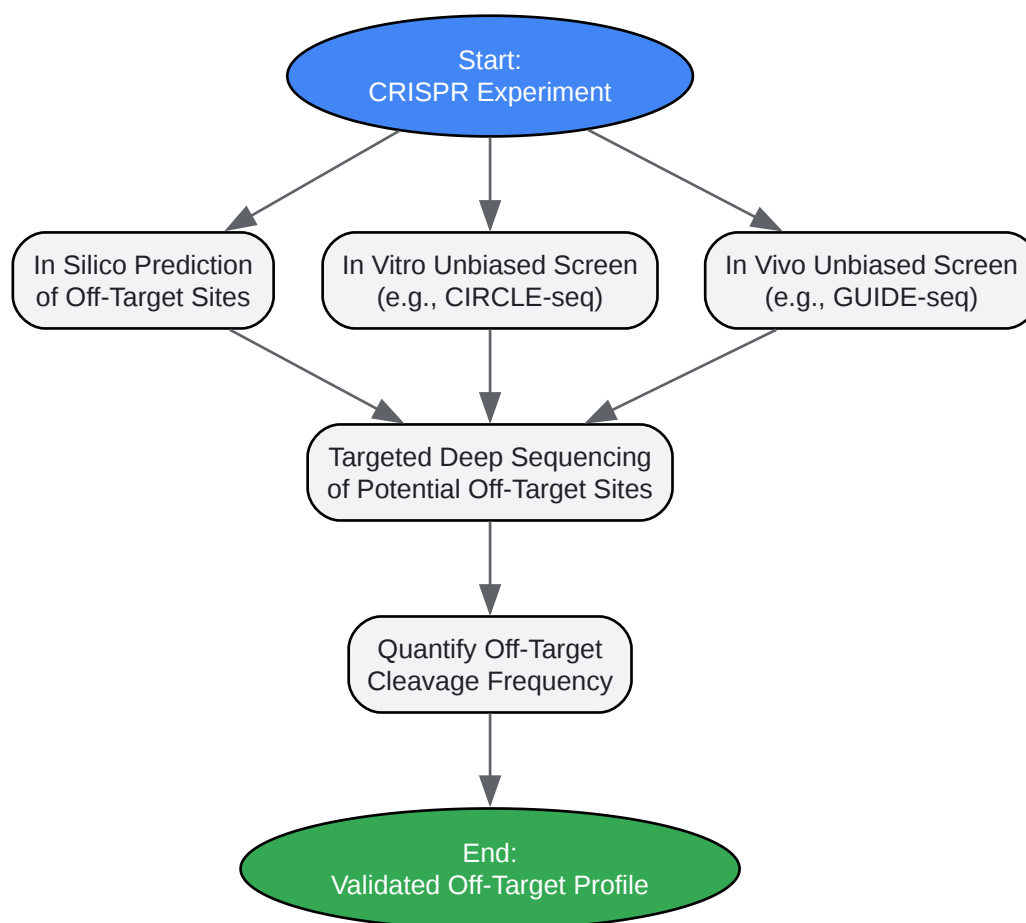 Start:
CRISPR Experiment
In Silico Prediction
of Off-Target Sites
In Vitro Unbiased Screen
(e.g., CIRCLE-seq)
In Vivo Unbiased Screen
(e.g., GUIDE-seq)
Targeted Deep Sequencing
of Potential Off-Target Sites
Quantify Off-Target
Cleavage Frequency
End:
Validated Off-Target Profile